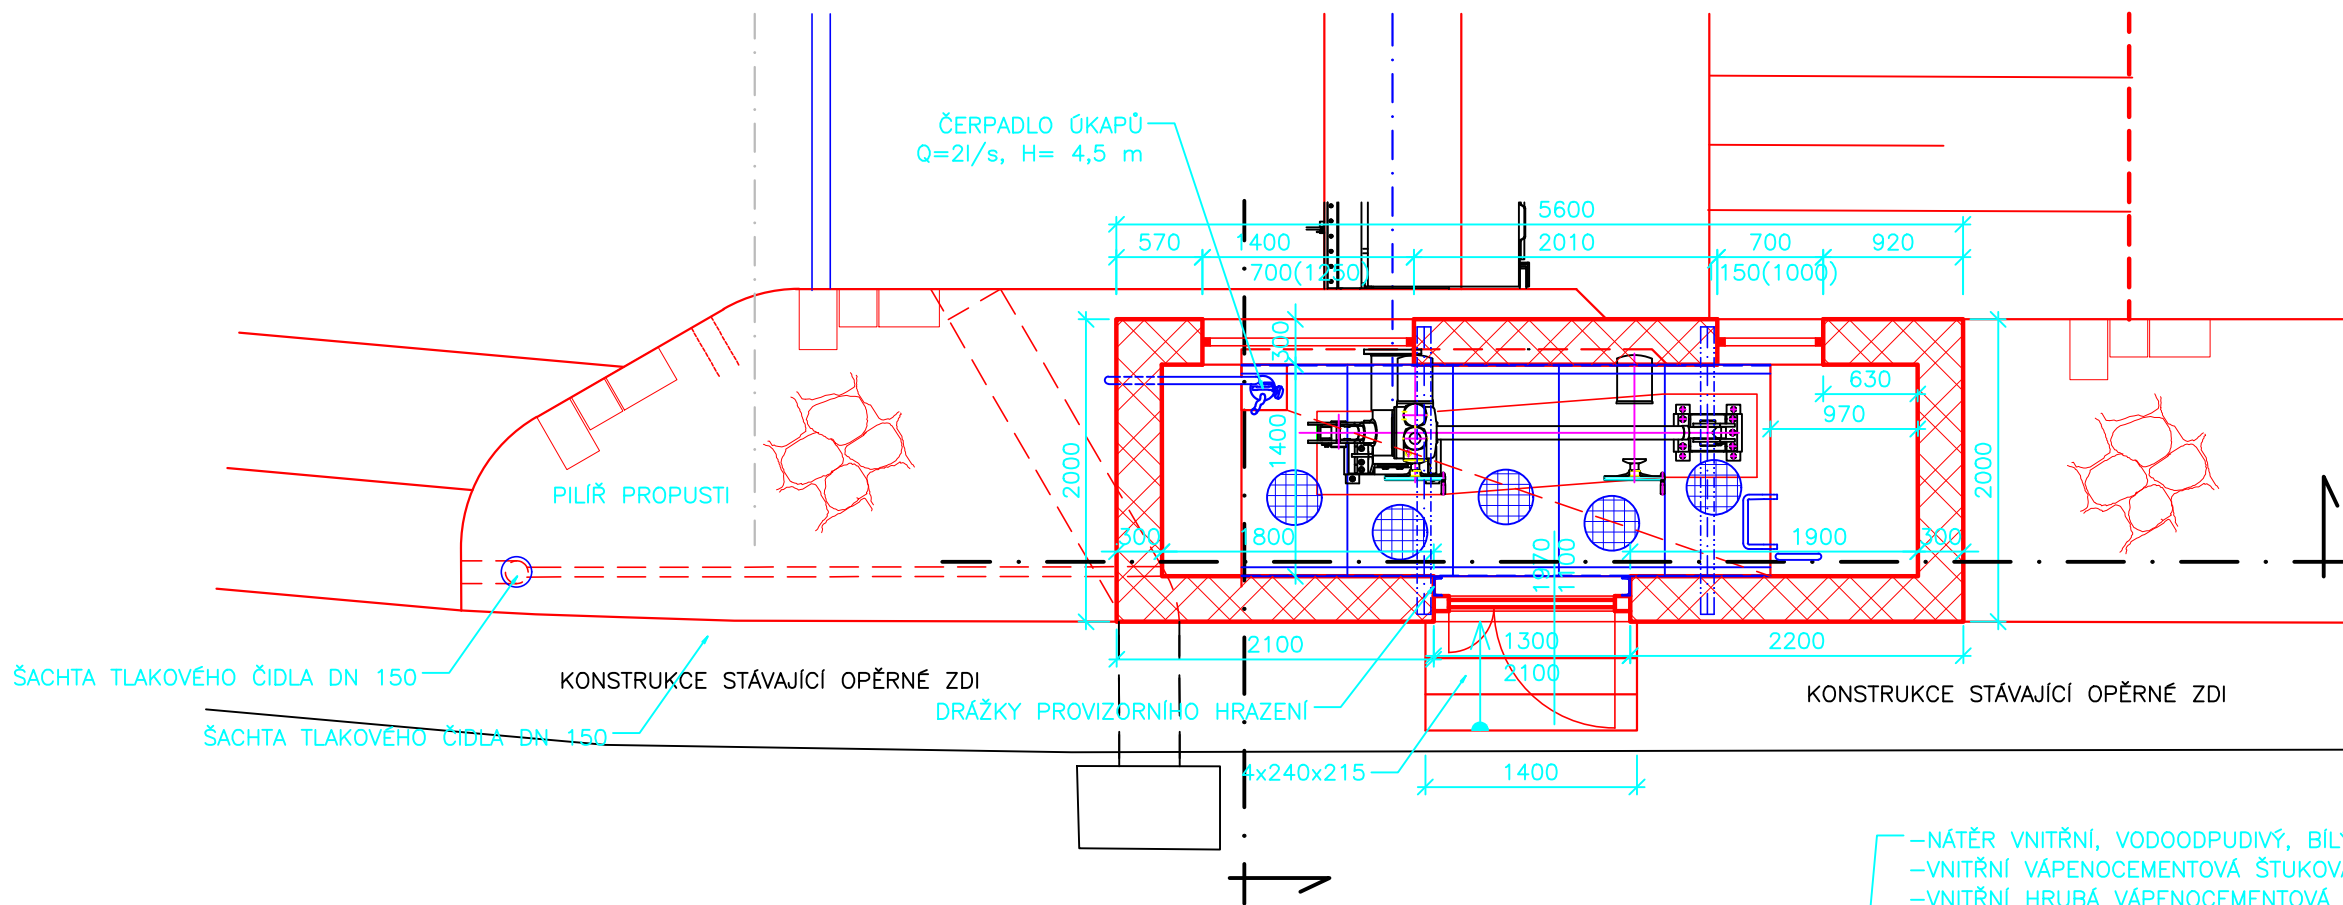 ČERPADLO ÚKAPŮ
Q=2l/s, H= 4,5 m
5600
570
1400
2010
700
920
700(1250)
150(1000)
300
630
970
1400
2000
2000
PILÍŘ PROPUSTI
300
1800
1970
1100
1900
300
2100
1300
2200
2100
ŠACHTA TLAKOVÉHO ČIDLA DN 150
KONSTRUKCE STÁVAJÍCÍ OPĚRNÉ ZDI
KONSTRUKCE STÁVAJÍCÍ OPĚRNÉ ZDI
DRÁŽKY PROVIZORNÍHO HRAZENÍ
ŠACHTA TLAKOVÉHO ČIDLA DN 150
4x240x215
1400
–NÁTĚR VNITŘNÍ, VODOODPUDIVÝ,
–VNITŘNÍ VÁPENOCEMENTOVÁ
–VNITŘNÍ HRUBÁ VÁPENOCEMENTOVÁ